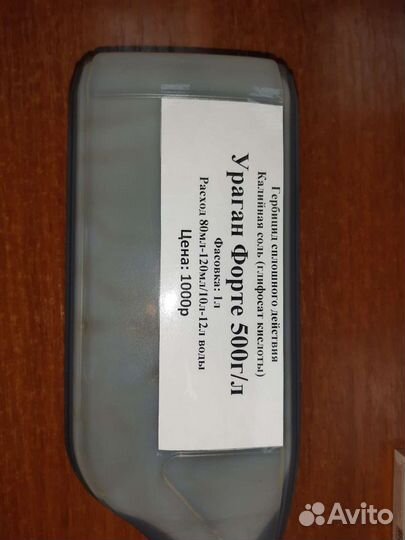 Гербицид сплошного действия
Калийная соль (глифосат кислоты)
Ураган Форте 500г/л
Фасовка: 1л
Расход 80мл-120мл/10л-12л воды
Цена: 1000р
Avito